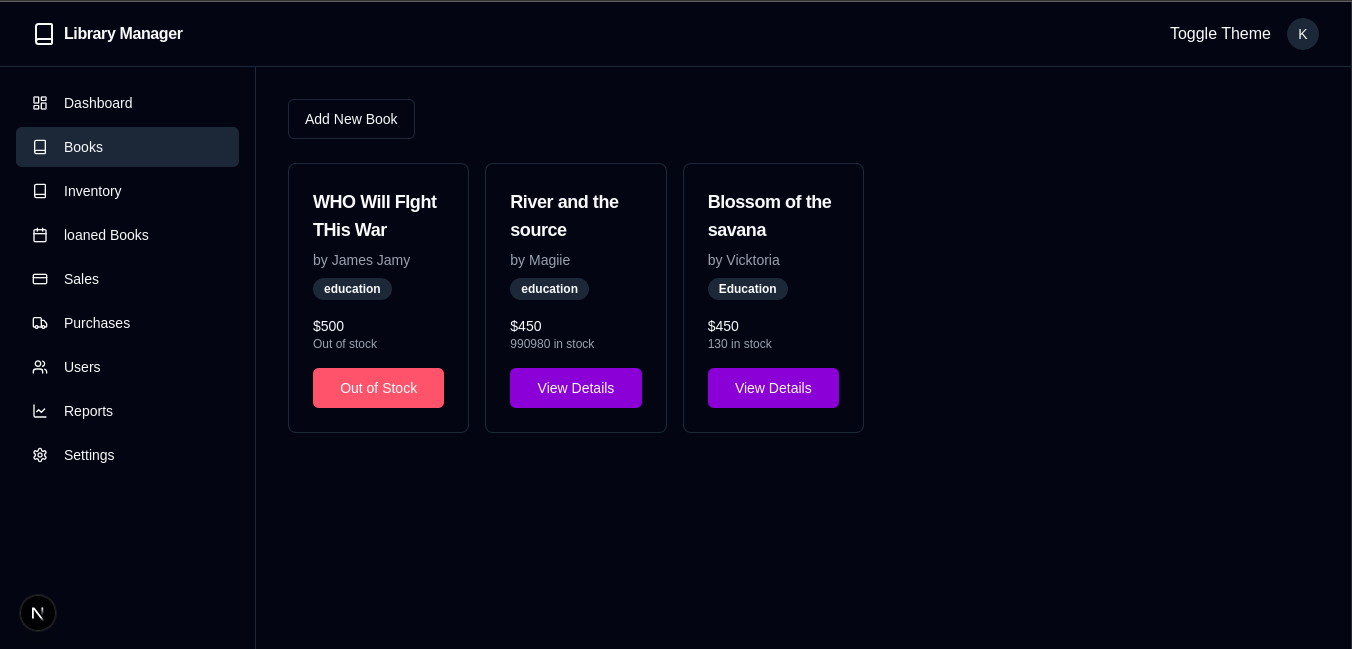 Library Manager
Toggle Theme
K
Dashboard
Books
Inventory
loaned Books
Sales
Purchases
Users
Reports
Settings
N
Add New Book
WHO Will FIght
THis War
by James Jamy
education
$500
Out of stock
Out of Stock
River and the
source
by Magiie
education
$450
990980 in stock
View Details
Blossom of the
savana
by Vicktoria
Education
$450
130 in stock
View Details